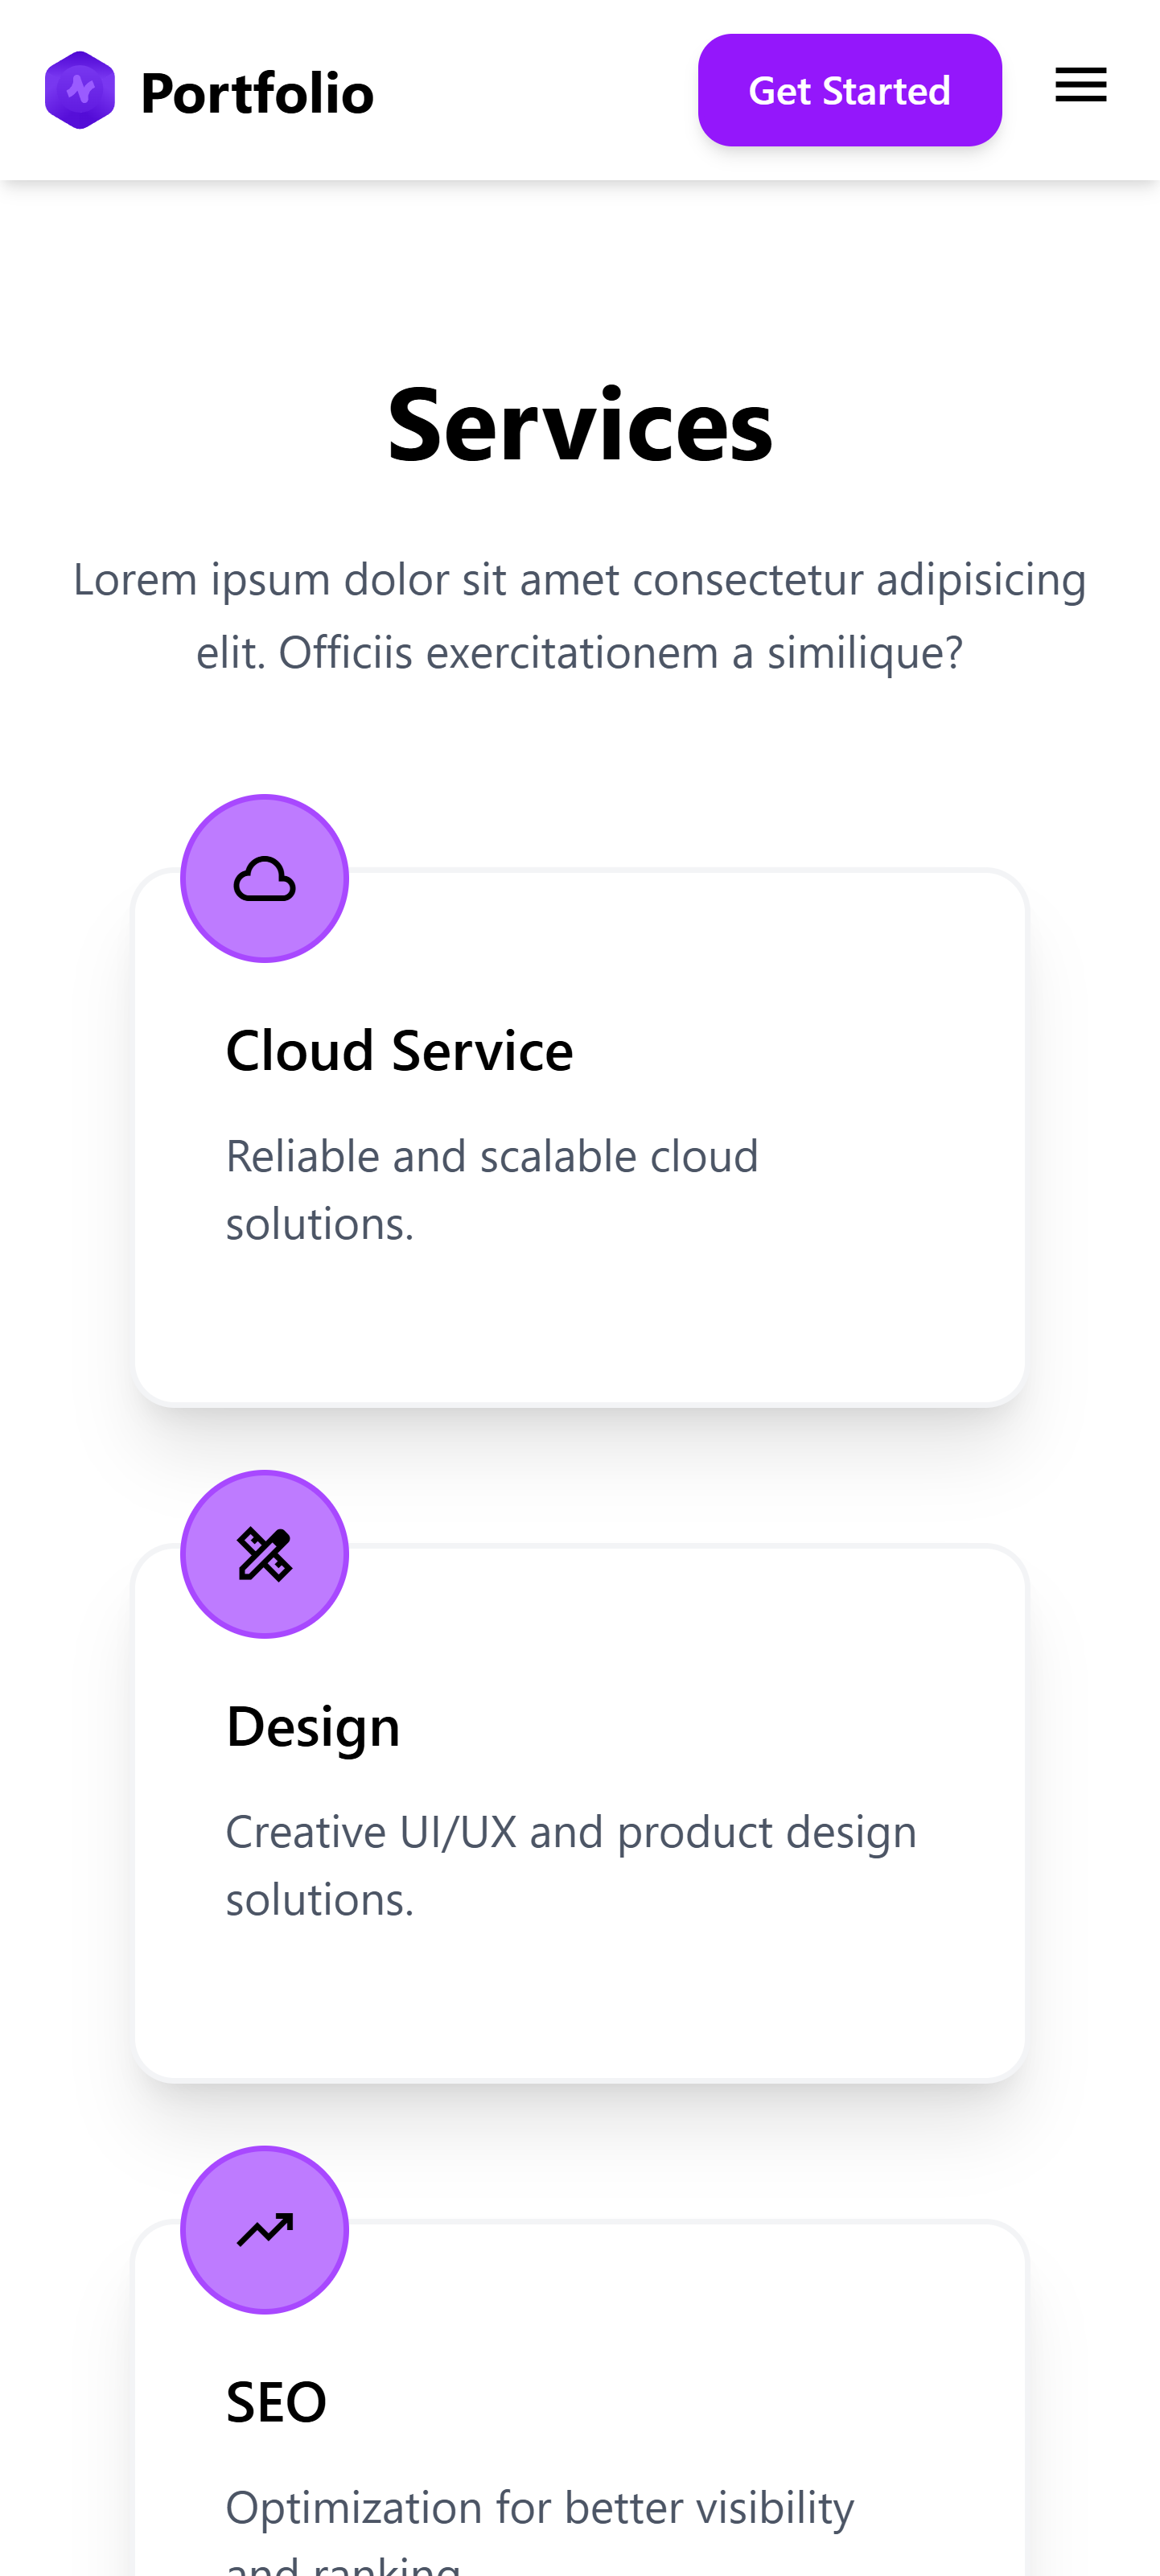 Portfolio
Get Started
Services
Lorem ipsum dolor sit amet consectetur adipisicing
elit. Officiis exercitationem a similique?
Cloud Service
Reliable and scalable cloud
solutions.
Design
Creative UI/UX and product design
solutions.
SEO
Optimization for better visibility
and ranking.